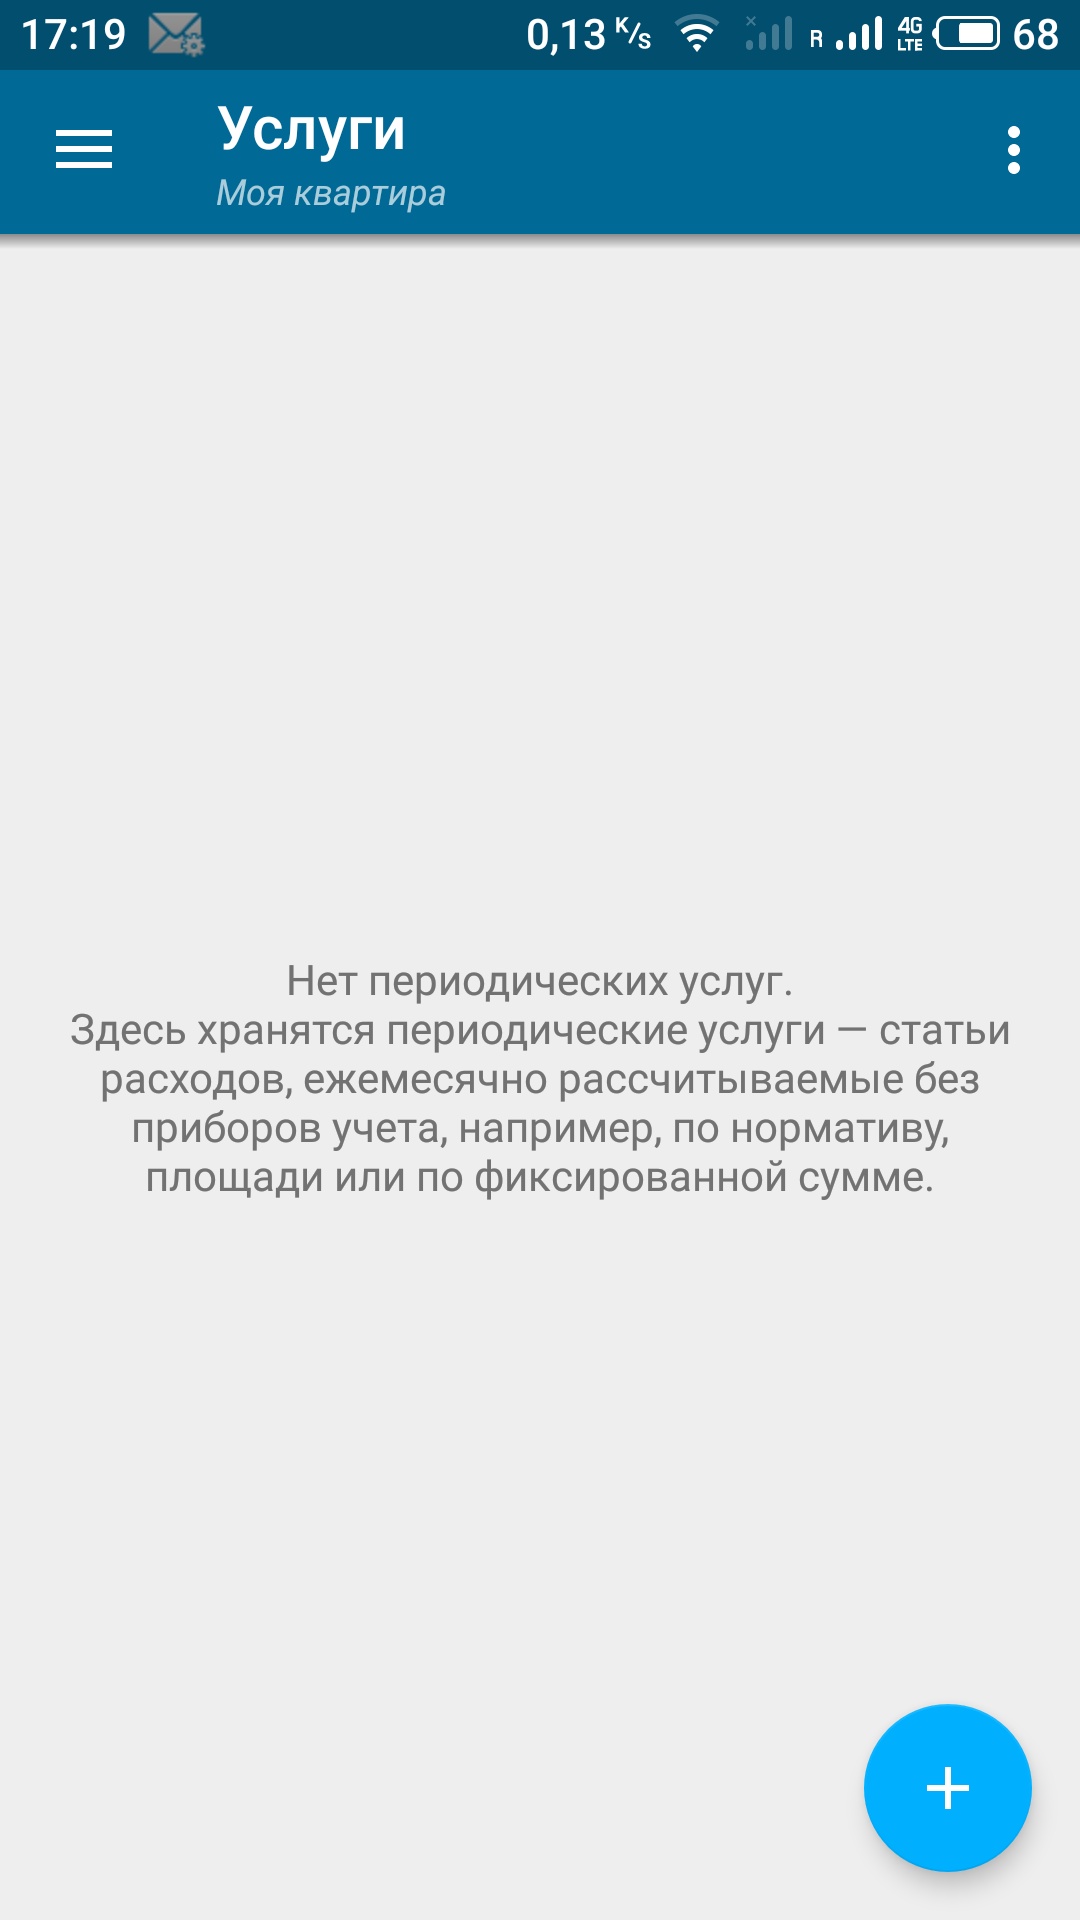 17:19 0,13 K/s R 4G LTE 68
Услуги
Моя квартира
Нет периодических услуг.
Здесь хранятся периодические услуги — статьи
расходов, ежемесячно рассчитываемые без
приборов учета, например, по нормативу,
площади или по фиксированной сумме.